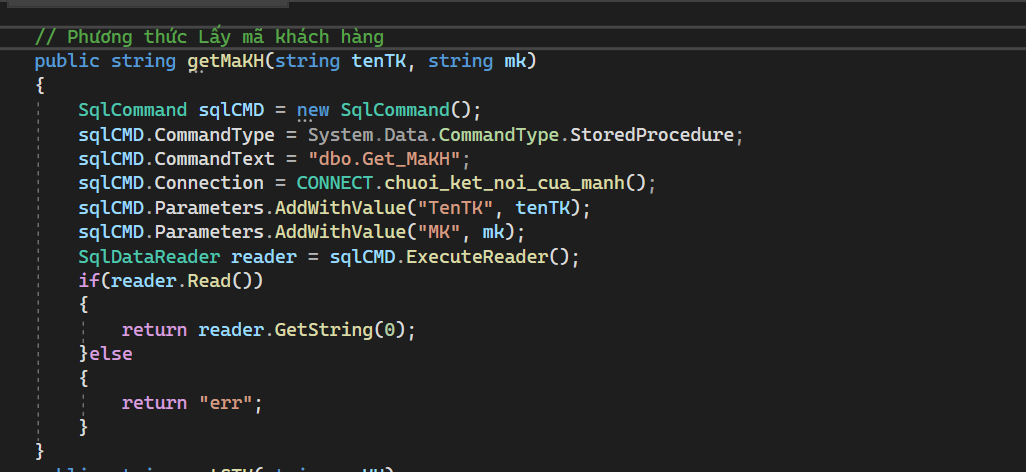 // Phương thức Lấy mã khách hàng
public string getMaKH(string tenTK, string mk)
{
SqlCommand sqlCMD = new SqlCommand();
sqlCMD.CommandType = System.Data.CommandType.StoredProcedure;
sqlCMD.CommandText = "dbo.Get_MaKH";
sqlCMD.Connection = CONNECT.chuoi_ket_noi_cua_manh();
sqlCMD.Parameters.AddWithValue("TenTK", tenTK);
sqlCMD.Parameters.AddWithValue("MK", mk);
SqlDataReader reader = sqlCMD.ExecuteReader();
if(reader.Read())
{
return reader.GetString(0);
}else
{
return "err";
}
}